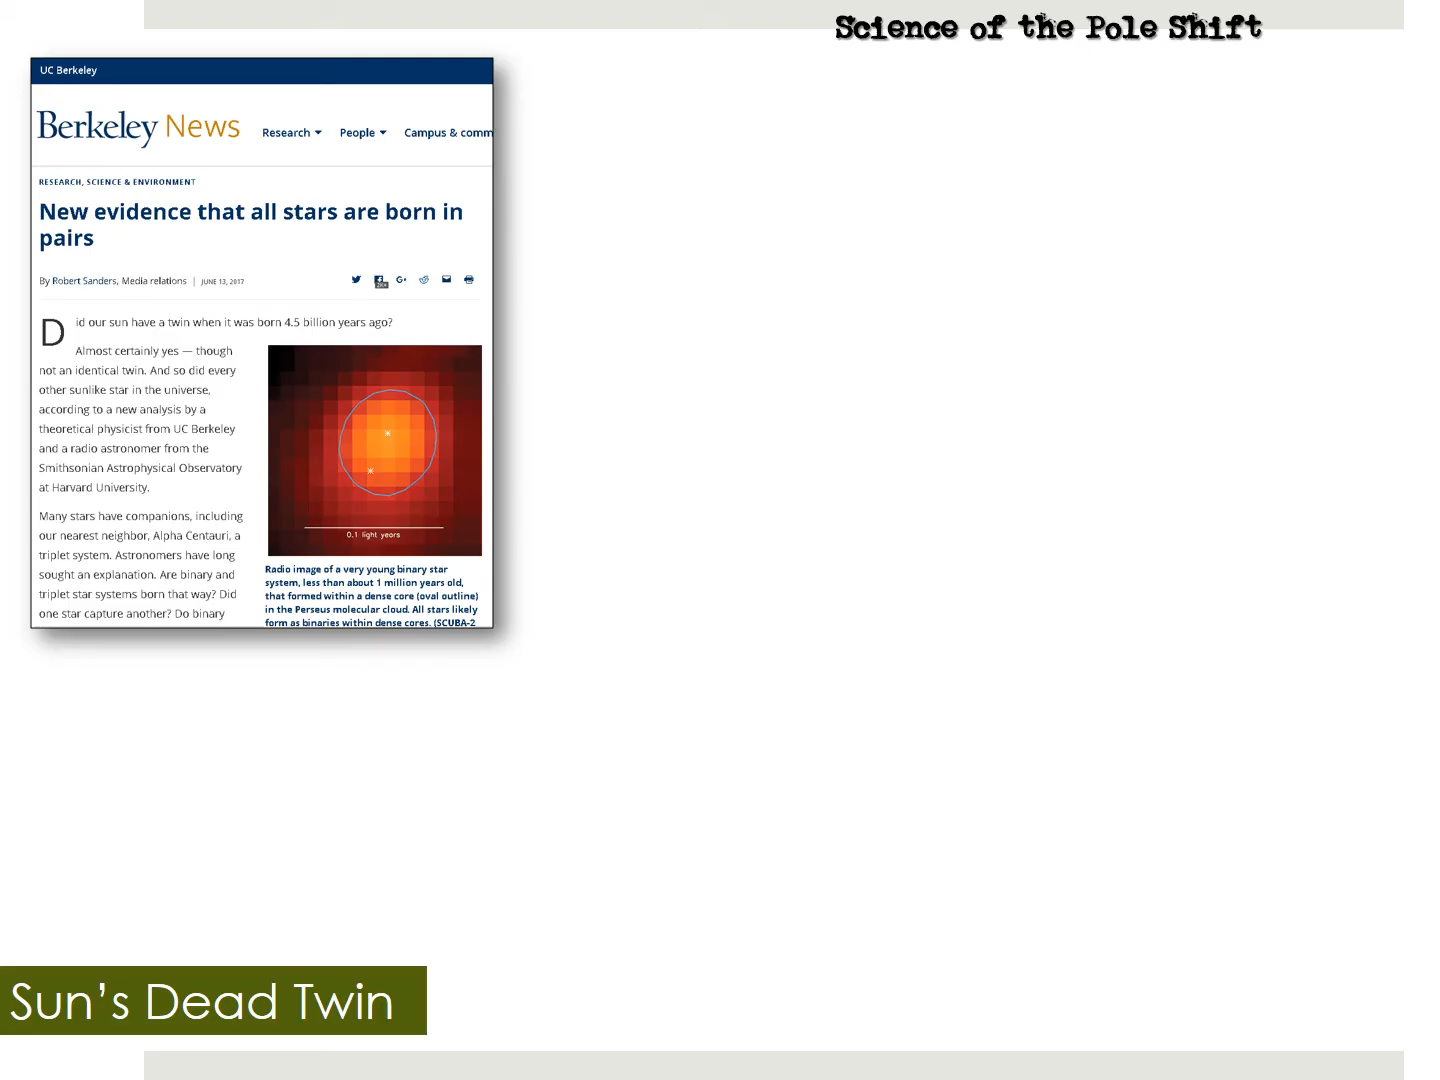 Science of the Pole Shift
UC Berkeley
Berkeley News
Research People Campus & comm
RESEARCH, SCIENCE & ENVIRONMENT
New evidence that all stars are born in
pairs
By Robert Sanders, Media relations | JUNE 13, 2017
Did our sun have a twin when it was born 4.5 billion years ago?
Almost certainly yes — though
not an identical twin. And so did every
other sunlike star in the universe,
according to a new analysis by a
theoretical physicist from UC Berkeley
and a radio astronomer from the
Smithsonian Astrophysical Observatory
at Harvard University.
Many stars have companions, including
our nearest neighbor, Alpha Centauri, a
triplet system. Astronomers have long
sought an explanation. Are binary and
triplet star systems born that way? Did
one star capture another? Do binary
0.1 light years
Radio image of a very young binary star
system, less than about 1 million years old,
that formed within a dense core (oval outline)
in the Perseus molecular cloud. All stars likely
form as binaries within dense cores. (SCUBA-2
Sun's Dead Twin